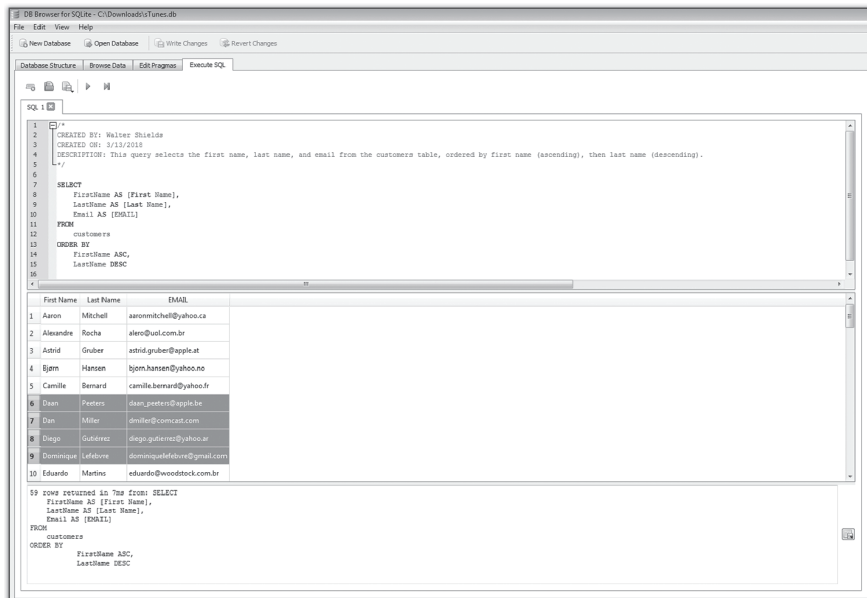 DB Browser for SQLite - C:\Downloads\sTunes.db
File Edit View Help
New Database Open Database Write Changes Revert Changes
Database Structure Browse Data Edit Pragmas Execute SQL
SQL 1
1 /*
2 CREATED BY: Walter Shields
3 CREATED ON: 3/13/2018
4 DESCRIPTION: This query selects the first name, last name, and email from the customers table, ordered by first name (ascending), then last name (descending).
5 */
6
7 SELECT
8 FirstName AS [First Name],
9 LastName AS [Last Name],
10 Email AS [EMAIL]
11 FROM
12 customers
13 ORDER BY
14 FirstName ASC,
15 LastName DESC
16
First Name Last Name EMAIL
1 Aaron Mitchell aaronmitchell@yahoo.ca
2 Alexandre Rocha alero@uol.com.br
3 Astrid Gruber astrid.gruber@apple.at
4 Bjørn Hansen bjorn.hansen@yahoo.no
5 Camille Bernard camille.bernard@yahoo.fr
6 Daan Peeters daan_peeters@apple.be
7 Dan Miller dmiller@comcast.com
8 Diego Gutiérrez diego.gutierrez@yahoo.ar
9 Dominique Lefebvre dominiquelefebvre@gmail.com
10 Eduardo Martins eduardo@woodstock.com.br
59 rows returned in 7ms from: SELECT
FirstName AS [First Name],
LastName AS [Last Name],
Email AS [EMAIL]
FROM
customers
ORDER BY
FirstName ASC,
LastName DESC